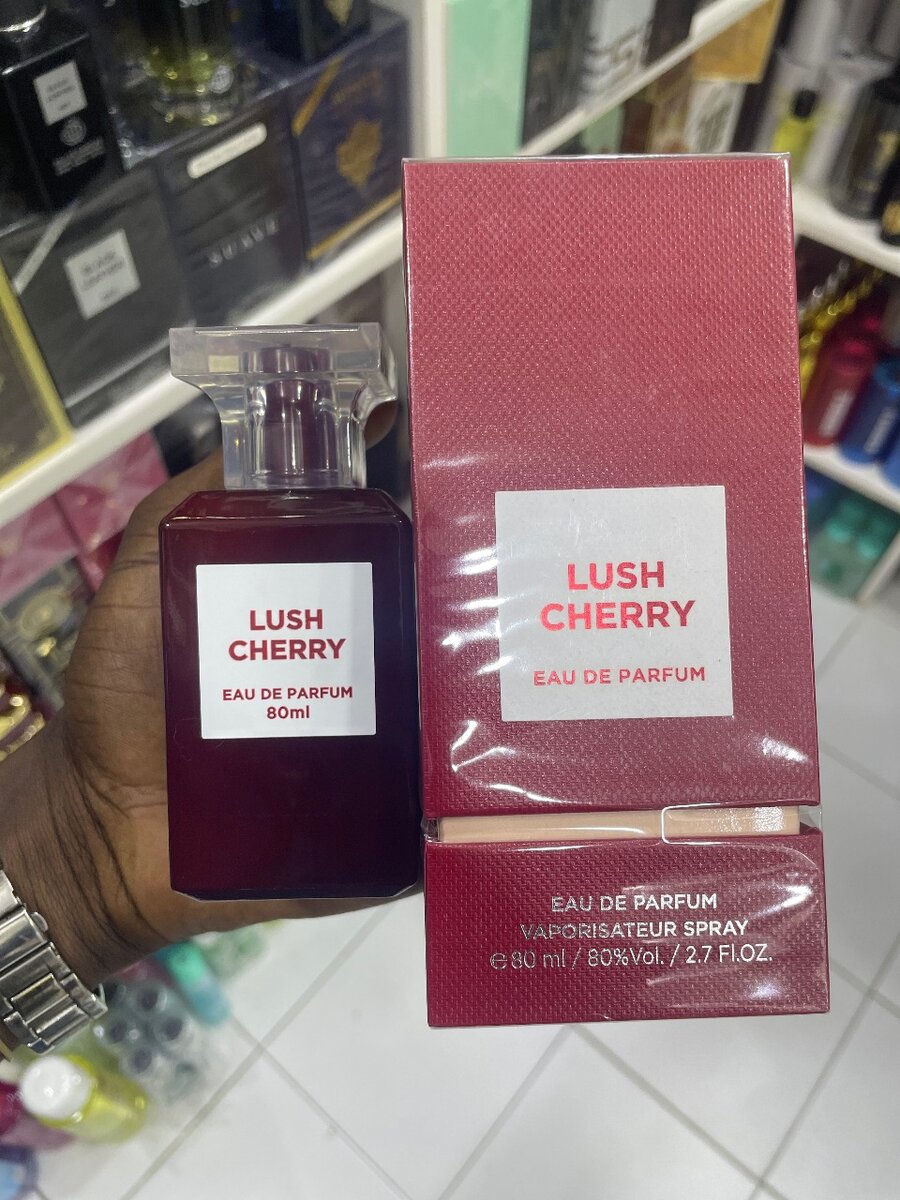 LUSH
CHERRY
EAU DE PARFUM
80ml
LUSH
CHERRY
EAU DE PARFUM
EAU DE PARFUM
VAPORISATEUR SPRAY
℮ 80 ml / 80%Vol. / 2.7 Fl.OZ.